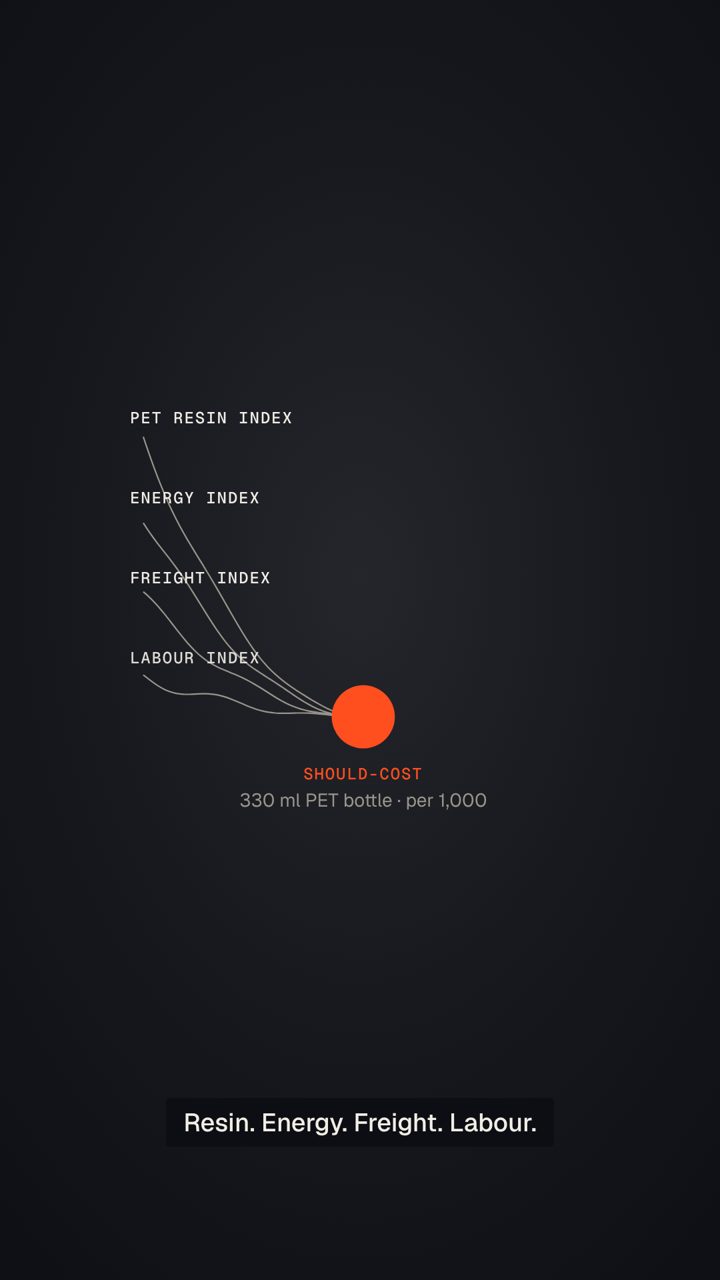 PET RESIN INDEX
ENERGY INDEX
FREIGHT INDEX
LABOUR INDEX
SHOULD-COST
330 ml PET bottle · per 1,000
Resin. Energy. Freight. Labour.